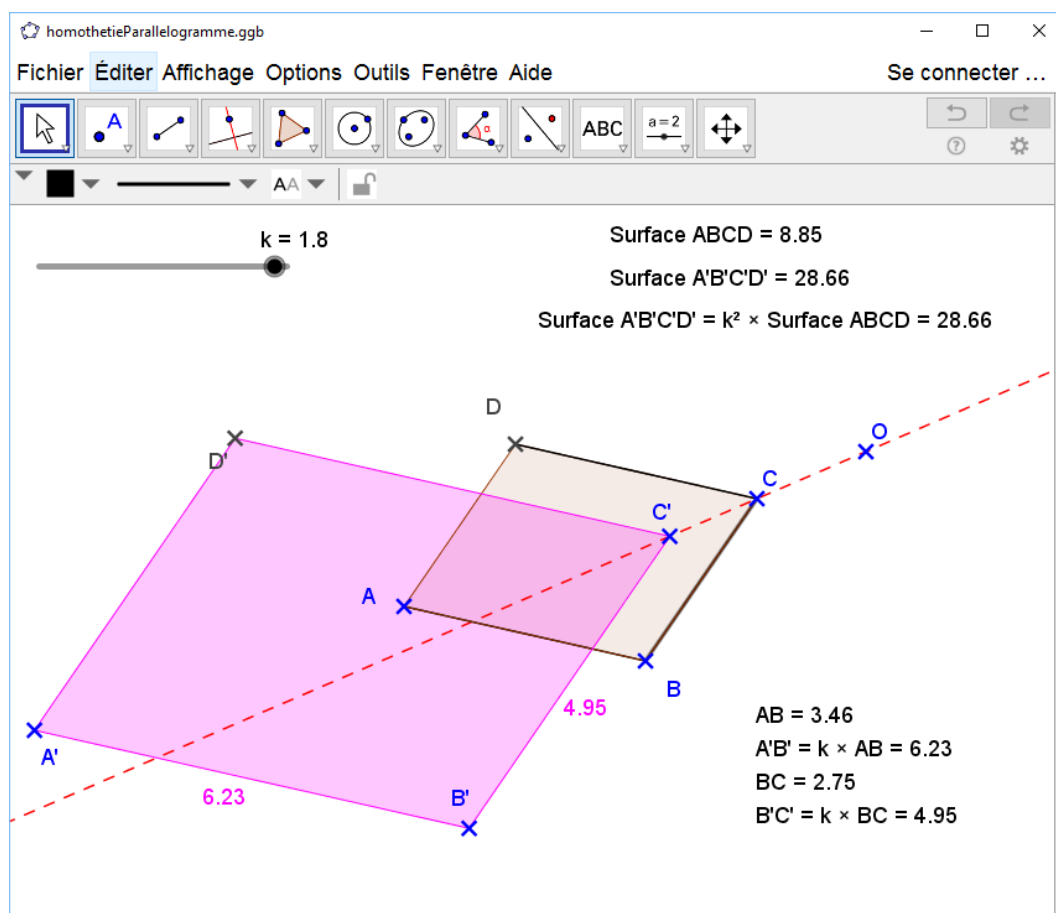 homothetieParallelogramme.ggb
Fichier Éditer Affichage Options Outils Fenêtre Aide Se connecter ...
A α ABC a = 2
AA
k = 1.8
Surface ABCD = 8.85
Surface A'B'C'D' = 28.66
Surface A'B'C'D' = k² × Surface ABCD = 28.66
D
O
D'
C
C'
A
B
4.95
AB = 3.46
A'B' = k × AB = 6.23
A'
BC = 2.75
6.23
B'
B'C' = k × BC = 4.95